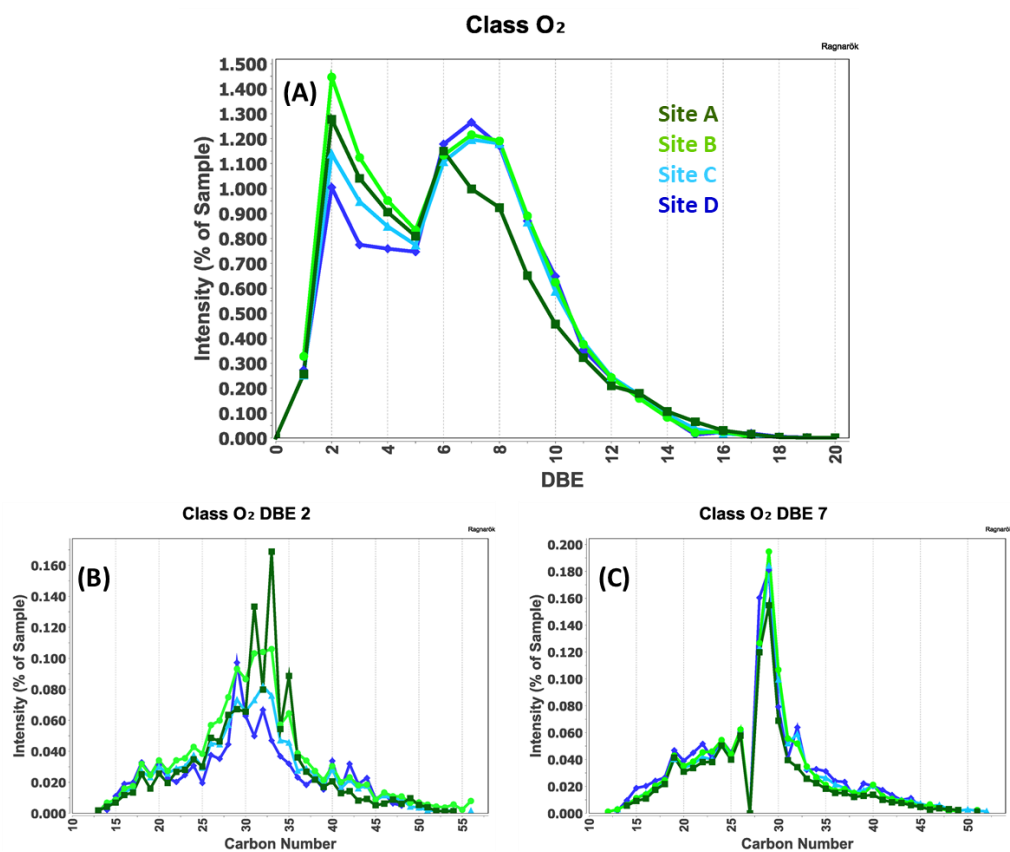 Class O₂
Ragnarök
(A)
Site A
Site B
Site C
Site D
Intensity (% of Sample)
1.500
1.400
1.300
1.200
1.100
1.000
0.900
0.800
0.700
0.600
0.500
0.400
0.300
0.200
0.100
0.000
0 2 4 6 8 10 12 14 16 18 20
DBE
Class O₂ DBE 2
Ragnarök
(B)
Intensity (% of Sample)
0.160
0.140
0.120
0.100
0.080
0.060
0.040
0.020
0.000
10 15 20 25 30 35 40 45 50 55
Carbon Number
Class O₂ DBE 7
Ragnarök
(C)
Intensity (% of Sample)
0.200
0.180
0.160
0.140
0.120
0.100
0.080
0.060
0.040
0.020
0.000
10 15 20 25 30 35 40 45 50
Carbon Number